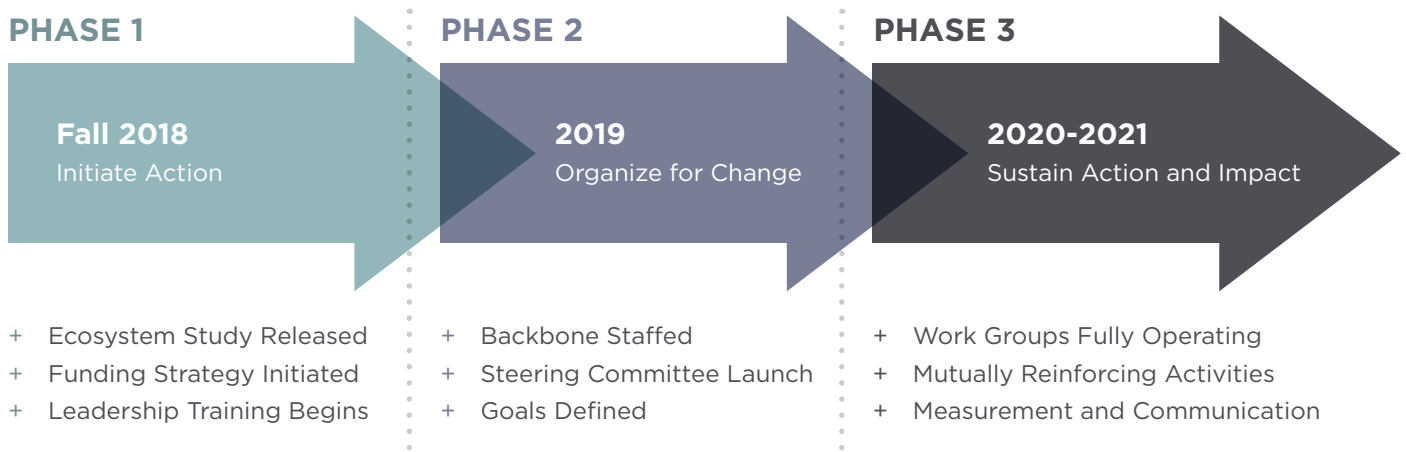 PHASE 1
Fall 2018
Initiate Action
+ Ecosystem Study Released
+ Funding Strategy Initiated
+ Leadership Training Begins
PHASE 2
2019
Organize for Change
+ Backbone Staffed
+ Steering Committee Launch
+ Goals Defined
PHASE 3
2020-2021
Sustain Action and Impact
+ Work Groups Fully Operating
+ Mutually Reinforcing Activities
+ Measurement and Communication